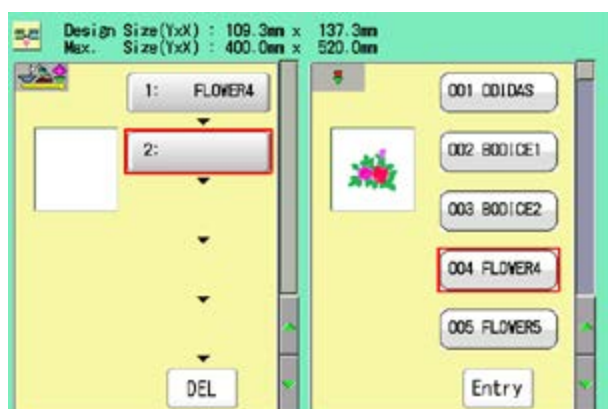 Design Size(YxX) : 109.3mm x 137.3mm
Max. Size(YxX) : 400.0mm x 520.0mm
1: FLOWER4
2:
DEL
001 DDIDAS
002 BODICE1
003 BODICE2
004 FLOWER4
005 FLOWER5
Entry